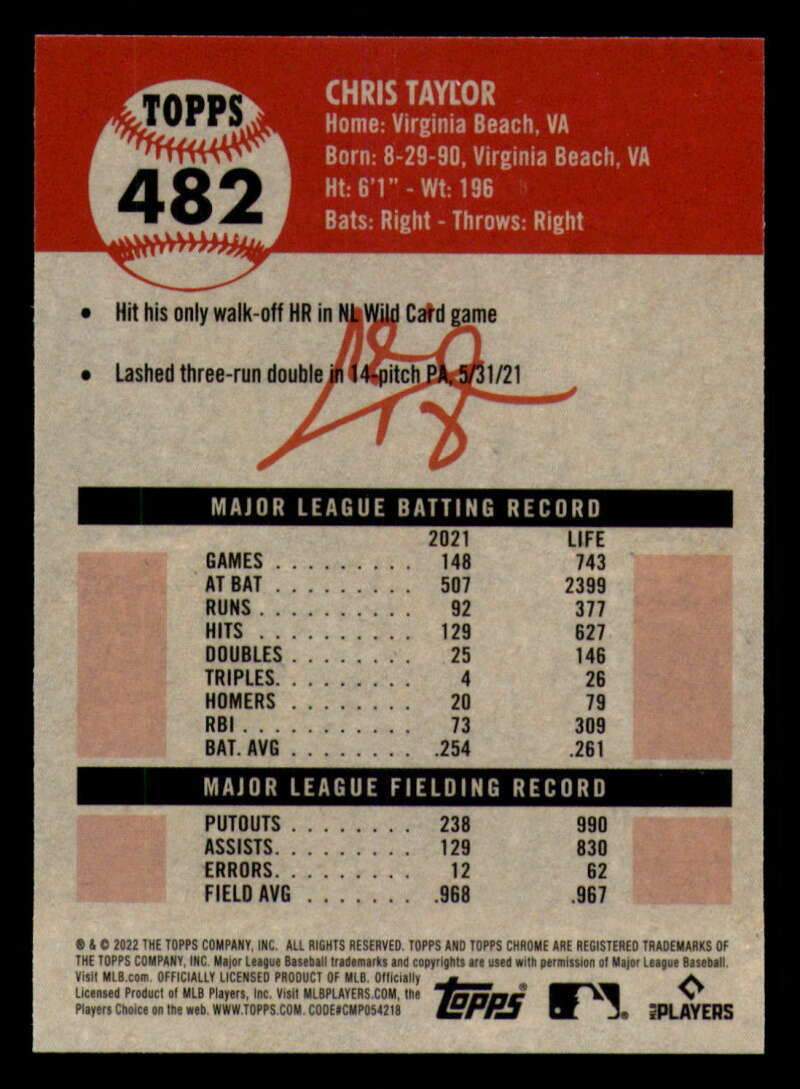 TOPPS
482
CHRIS TAYLOR
Home: Virginia Beach, VA
Born: 8-29-90, Virginia Beach, VA
Ht: 6'1" - Wt: 196
Bats: Right - Throws: Right
• Hit his only walk-off HR in NL Wild Card game
• Lashed three-run double in 14-pitch PA, 5/31/21
MAJOR LEAGUE BATTING RECORD
2021 LIFE
GAMES . . . . . . . . . 148 743
AT BAT . . . . . . . . . 507 2399
RUNS . . . . . . . . . . 92 377
HITS . . . . . . . . . . 129 627
DOUBLES . . . . . . . . 25 146
TRIPLES. . . . . . . . . 4 26
HOMERS . . . . . . . . 20 79
RBI . . . . . . . . . . . 73 309
BAT. AVG . . . . . . . . .254 .261
MAJOR LEAGUE FIELDING RECORD
PUTOUTS . . . . . . . . 238 990
ASSISTS. . . . . . . . . 129 830
ERRORS. . . . . . . . . 12 62
FIELD AVG . . . . . . . .968 .967
® & © 2022 THE TOPPS COMPANY, INC. ALL RIGHTS RESERVED. TOPPS AND TOPPS CHROME ARE REGISTERED TRADEMARKS OF
THE TOPPS COMPANY, INC. Major League Baseball trademarks and copyrights are used with permission of Major League Baseball.
Visit MLB.com. OFFICIALLY LICENSED PRODUCT OF MLB. Officially
Licensed Product of MLB Players, Inc. Visit MLBPLAYERS.COM, the
Players Choice on the web. WWW.TOPPS.COM. CODE#CMP054218
Topps®
MLB PLAYERS